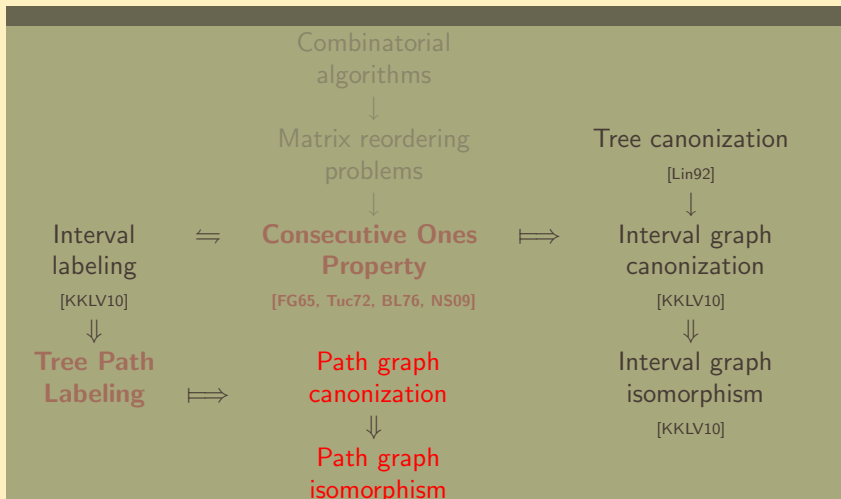 Combinatorial
algorithms
↓
Matrix reordering
problems
↓
Tree canonization
[Lin92]
↓
Interval
labeling
[KKLV10]
⇋
Consecutive Ones
Property
[FG65, Tuc72, BL76, NS09]
⟾
Interval graph
canonization
[KKLV10]
⇓
Tree Path
Labeling
⟾
Path graph
canonization
⇓
Path graph
isomorphism
⇓
Interval graph
isomorphism
[KKLV10]